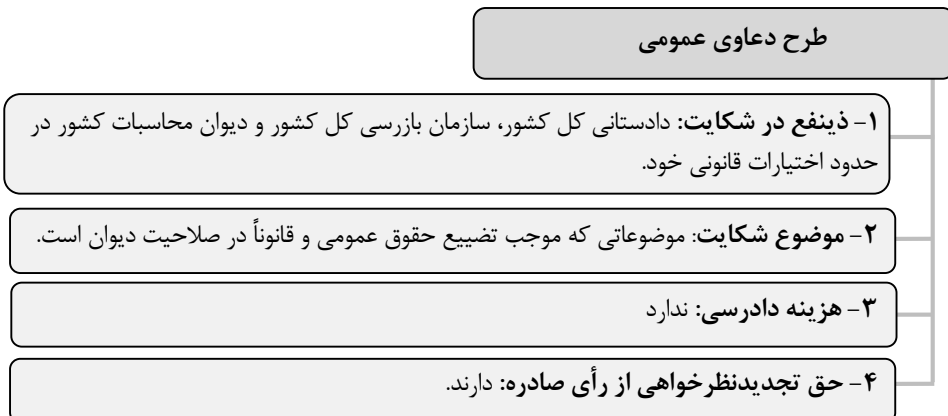 طرح دعاوی عمومی
۱- ذینفع در شکایت: دادستانی کل کشور، سازمان بازرسی کل کشور و دیوان محاسبات کشور در
حدود اختیارات قانونی خود.
۲- موضوع شکایت: موضوعاتی که موجب تضییع حقوق عمومی و قانوناً در صلاحیت دیوان است.
۳- هزینه دادرسی: ندارد
۴- حق تجدیدنظرخواهی از رأی صادره: دارند.